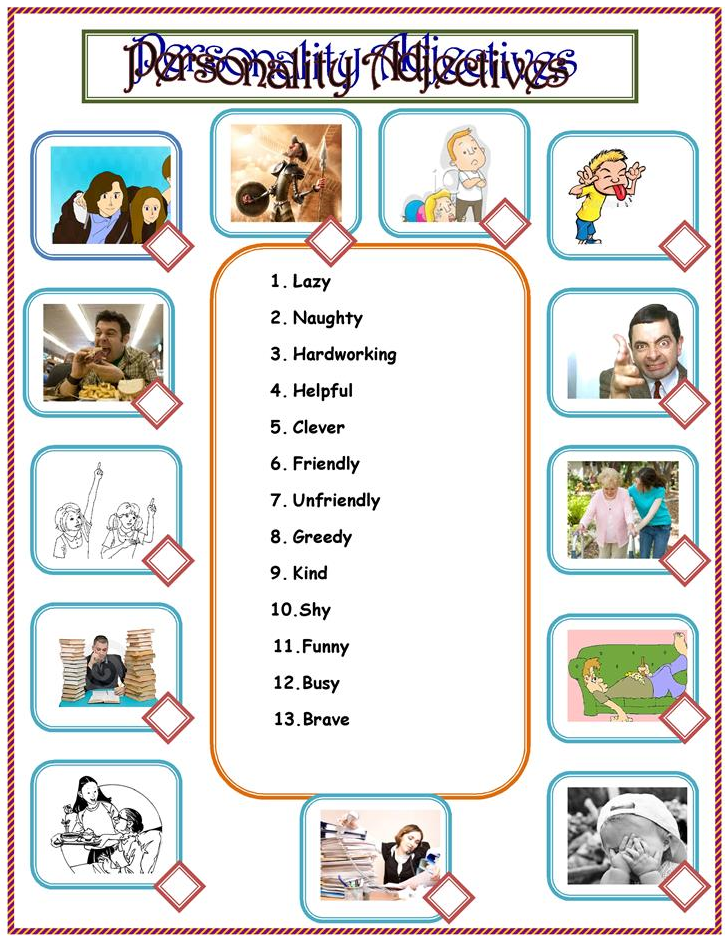 Personality Adjectives
1. Lazy
2. Naughty
3. Hardworking
4. Helpful
5. Clever
6. Friendly
7. Unfriendly
8. Greedy
9. Kind
10.Shy
11.Funny
12.Busy
13.Brave